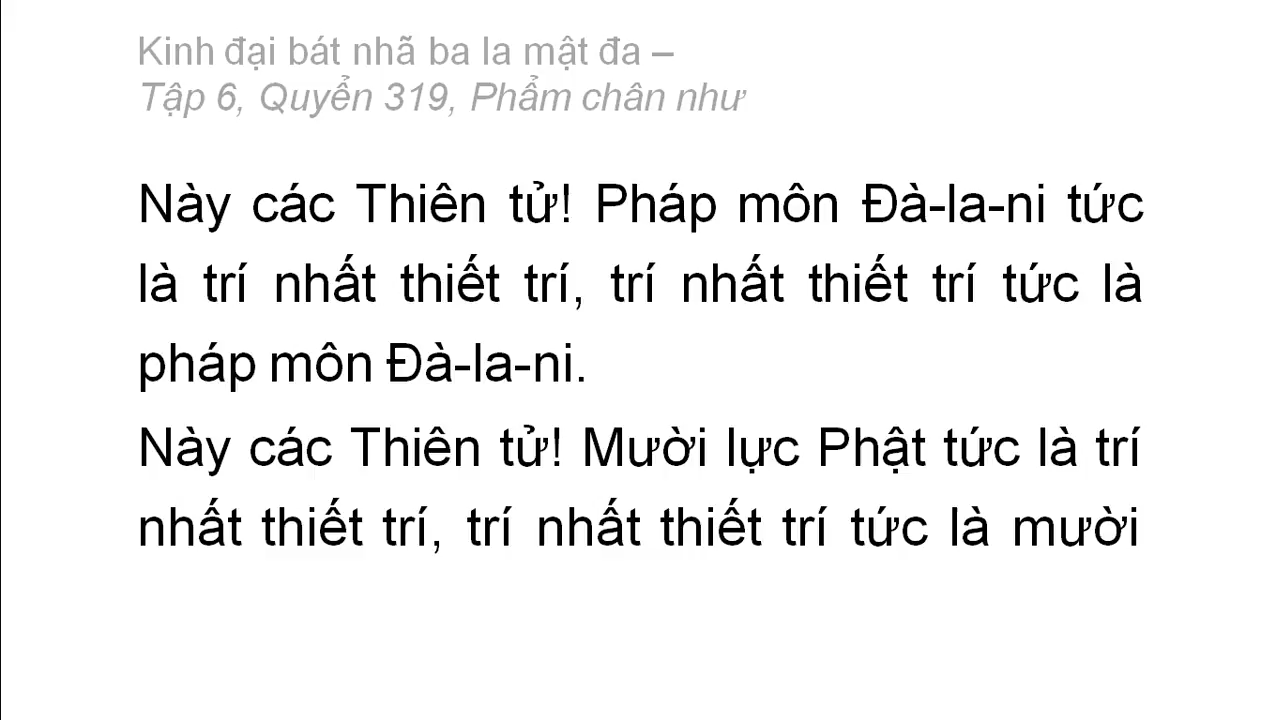 Kinh đại bát nhã ba la mật đa –
Tập 6, Quyển 319, Phẩm chân như
Này các Thiên tử! Pháp môn Đà-la-ni tức
là trí nhất thiết trí, trí nhất thiết trí tức là
pháp môn Đà-la-ni.
Này các Thiên tử! Mười lực Phật tức là trí
nhất thiết trí, trí nhất thiết trí tức là mười